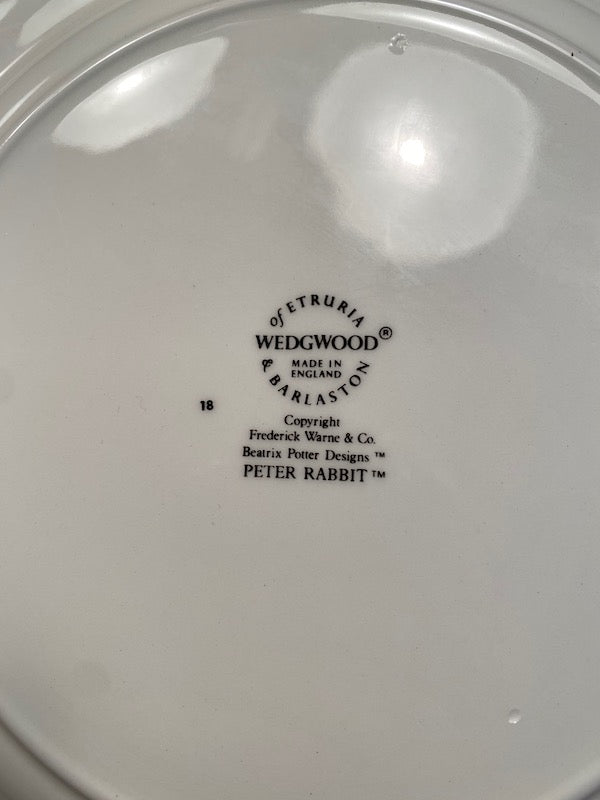 of ETRURIA
WEDGWOOD®
MADE IN
ENGLAND
& BARLASTON
18
Copyright
Frederick Warne & Co.
Beatrix Potter Designs ™
PETER RABBIT™